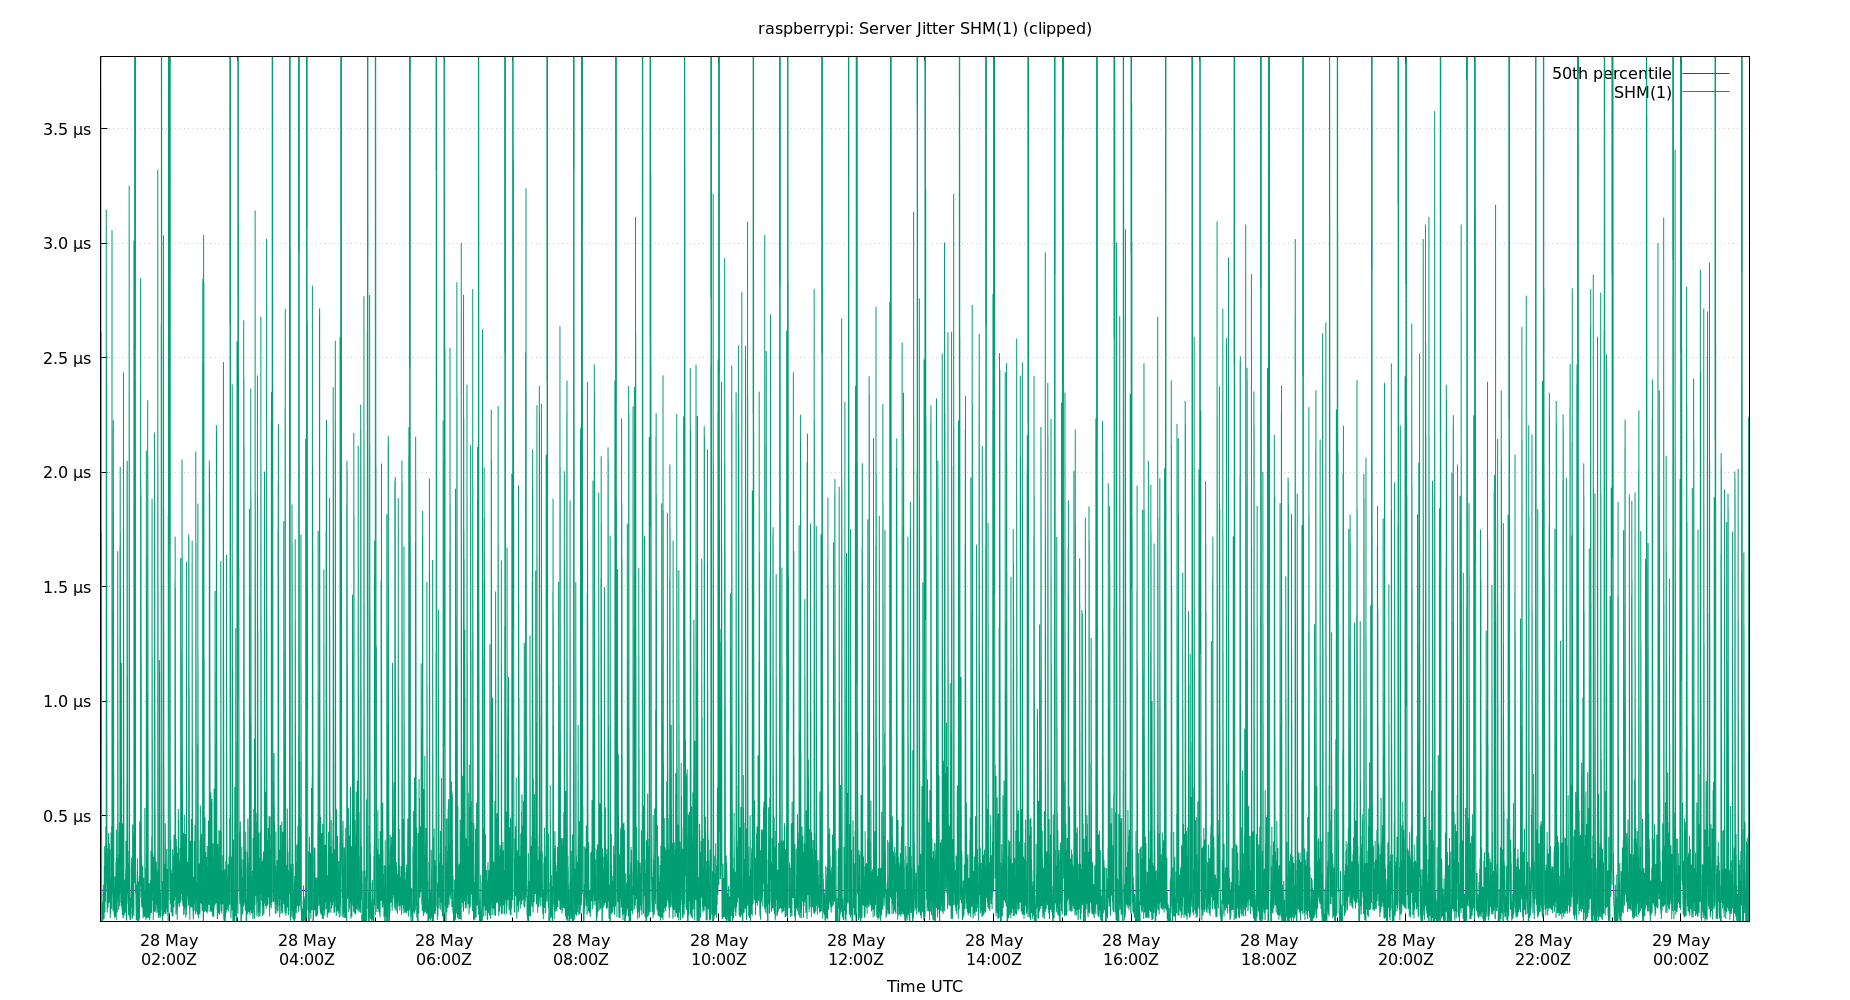 raspberrypi: Server Jitter SHM(1) (clipped)
50th percentile
SHM(1)
3.5 µs
3.0 µs
2.5 µs
2.0 µs
1.5 µs
1.0 µs
0.5 µs
28 May 28 May 28 May 28 May 28 May 28 May 28 May 28 May 28 May 28 May 28 May 29 May
02:00Z 04:00Z 06:00Z 08:00Z 10:00Z 12:00Z 14:00Z 16:00Z 18:00Z 20:00Z 22:00Z 00:00Z
Time UTC